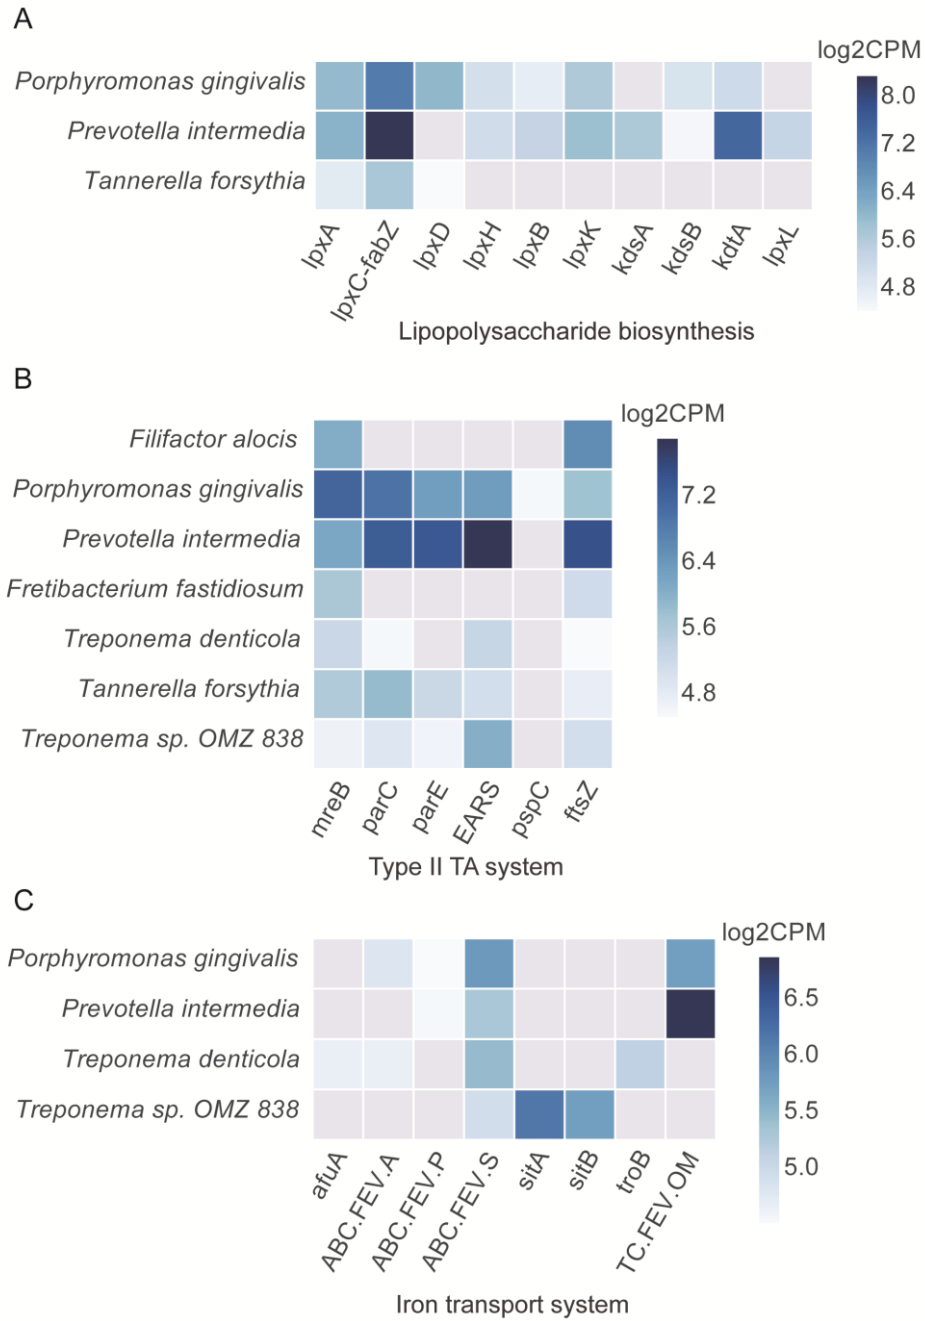 A
log2CPM
Porphyromonas gingivalis
Prevotella intermedia
Tannerella forsythia
8.0
7.2
6.4
5.6
4.8
lpxA
lpxC-fabZ
lpxD
lpxH
lpxB
lpxK
kdsA
kdsB
kdtA
lpxL
Lipopolysaccharide biosynthesis
B
log2CPM
Filifactor alocis
Porphyromonas gingivalis
Prevotella intermedia
Fretibacterium fastidiosum
Treponema denticola
Tannerella forsythia
Treponema sp. OMZ 838
7.2
6.4
5.6
4.8
mreB
parC
parE
EARS
pspC
ftsZ
Type II TA system
C
log2CPM
Porphyromonas gingivalis
Prevotella intermedia
Treponema denticola
Treponema sp. OMZ 838
6.5
6.0
5.5
5.0
afuA
ABC.FEV.A
ABC.FEV.P
ABC.FEV.S
sitA
sitB
troB
TC.FEV.OM
Iron transport system